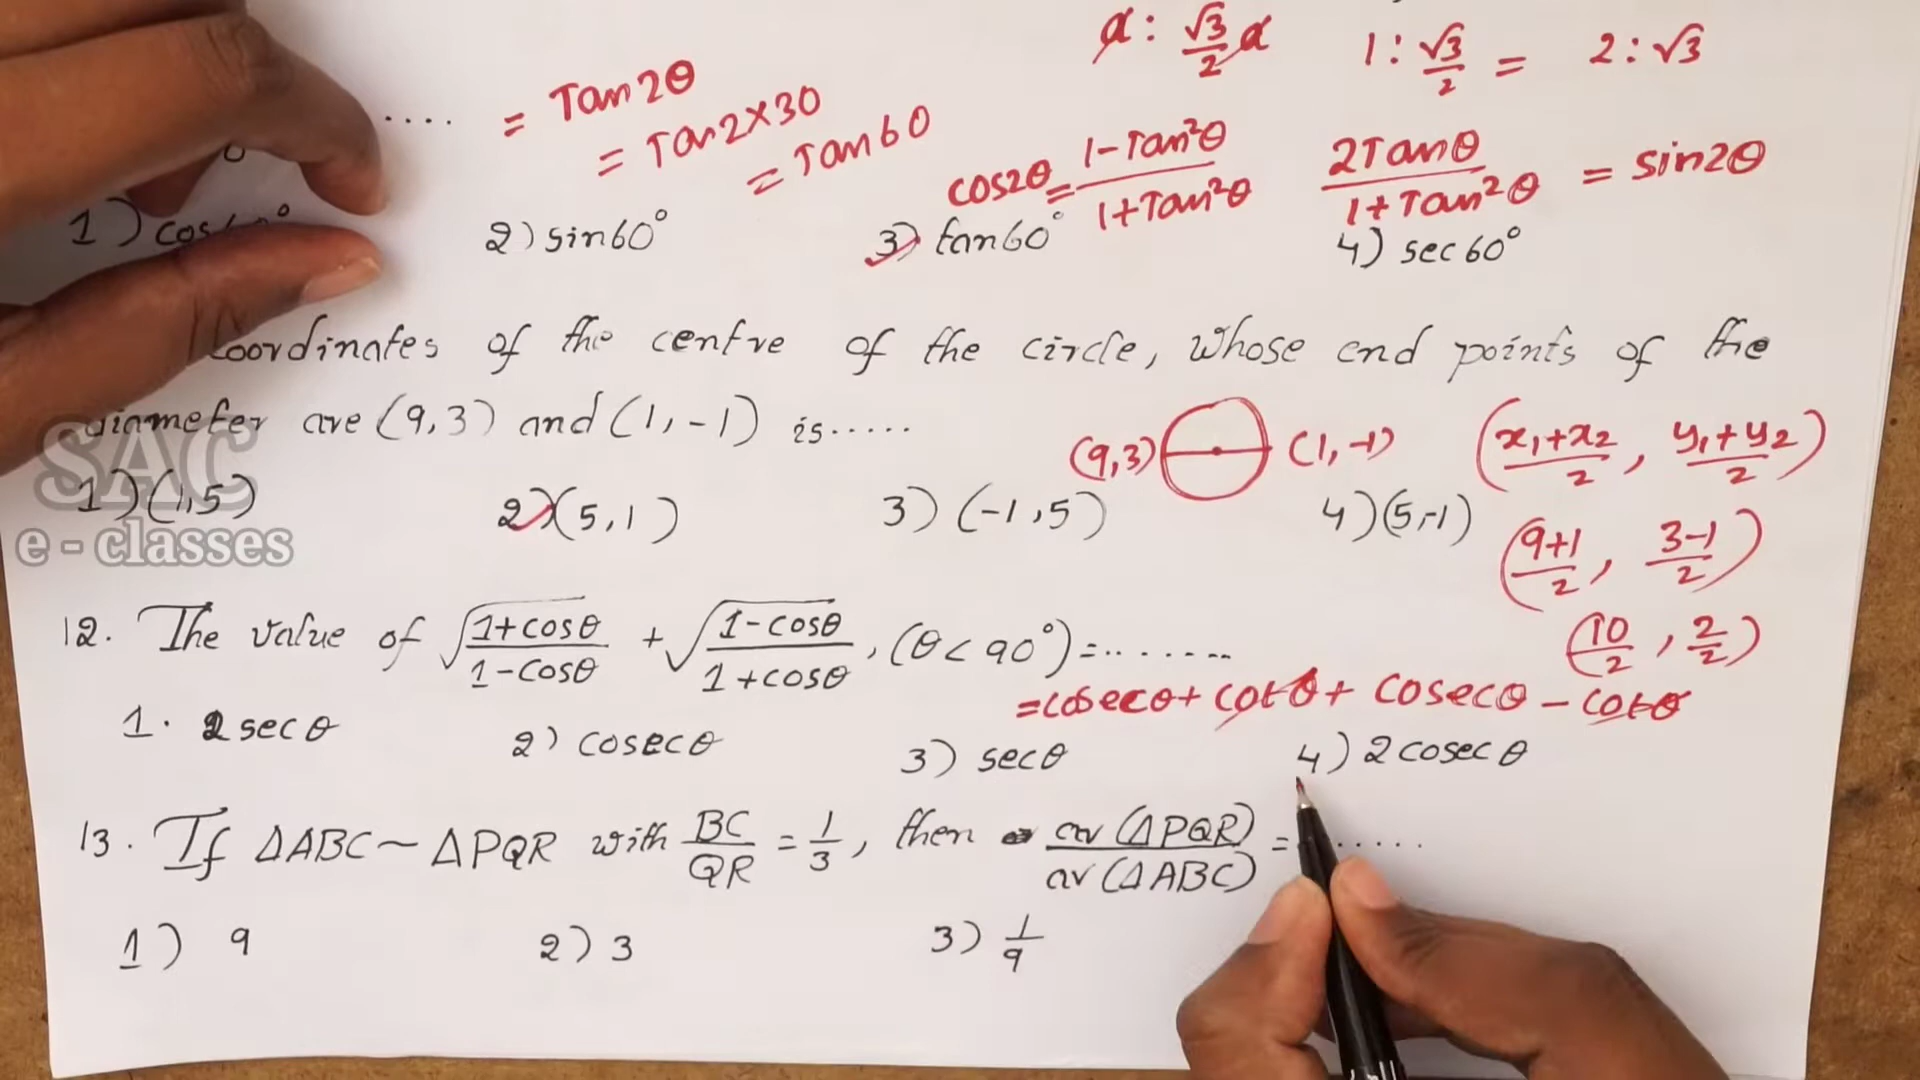 α : √3/2 α   1 : √3/2 = 2 : √3
.... = Tan2θ
= Tan2×30
= Tan60
cos2θ = 1-Tan²θ/1+Tan²θ   2Tanθ/1+Tan²θ = sin2θ
1) cos60°   2) sin60°   3) tan60°   4) sec60°
coordinates of the centre of the circle, whose end points of the
diameter are (9,3) and (1,-1) is.....
(9,3)   (1,-1)   (x₁+x₂/2, y₁+y₂/2)
1) (1,5)   2) (5,1)   3) (-1,5)   4) (5,-1)
(9+1/2, 3-1/2)
(10/2, 2/2)
SAC
e - classes
12. The value of √(1+cosθ/1-cosθ) + √(1-cosθ/1+cosθ), (θ<90°)=.......
=cosecθ + cotθ + cosecθ - cotθ
1. 2secθ   2) cosecθ   3) secθ   4) 2cosecθ
13. If ΔABC ~ ΔPQR with BC/QR = 1/3, then ar(ΔPQR)/ar(ΔABC) = .....
1) 9   2) 3   3) 1/9